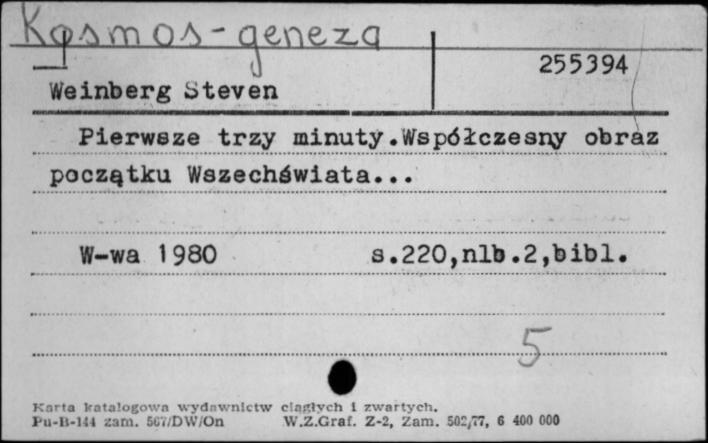 Kosmos - geneza
255394
Weinberg Steven
Pierwsze trzy minuty.Współczesny obraz
początku Wszechświata...
W-wa 1980 s.220,nlb.2,bibl.
5
Karta katalogowa wydawnictw ciągłych i zwartych.
Pu-B-144 zam. 567/DW/On W.Z.Graf. Z-2, Zam. 502/77, 6 400 000